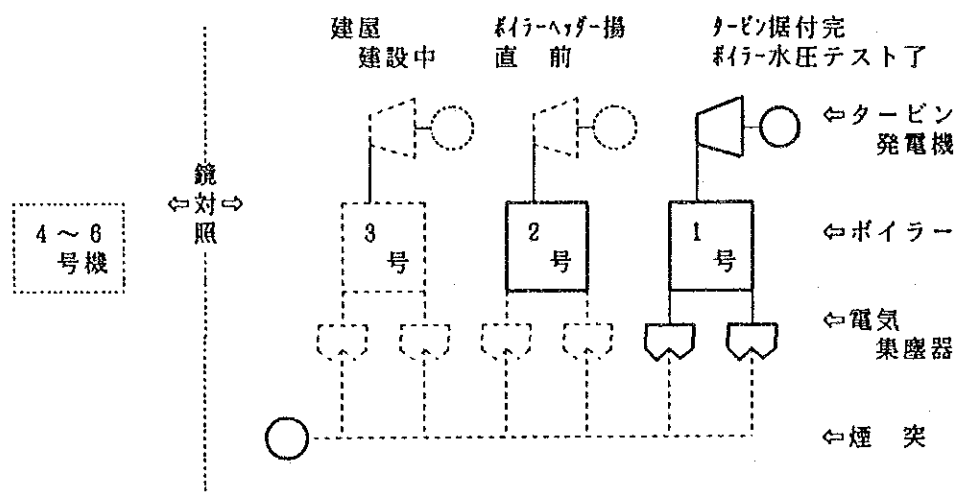 建屋
建設中
ボイラーヘッダー揚
直　前
タービン据付完
ボイラー水圧テスト了
⇦タービン
発電機
鏡
⇦対⇨
照
4～6
号機
3
号
2
号
1
号
⇦ボイラー
⇦電気
集塵器
⇦煙　突